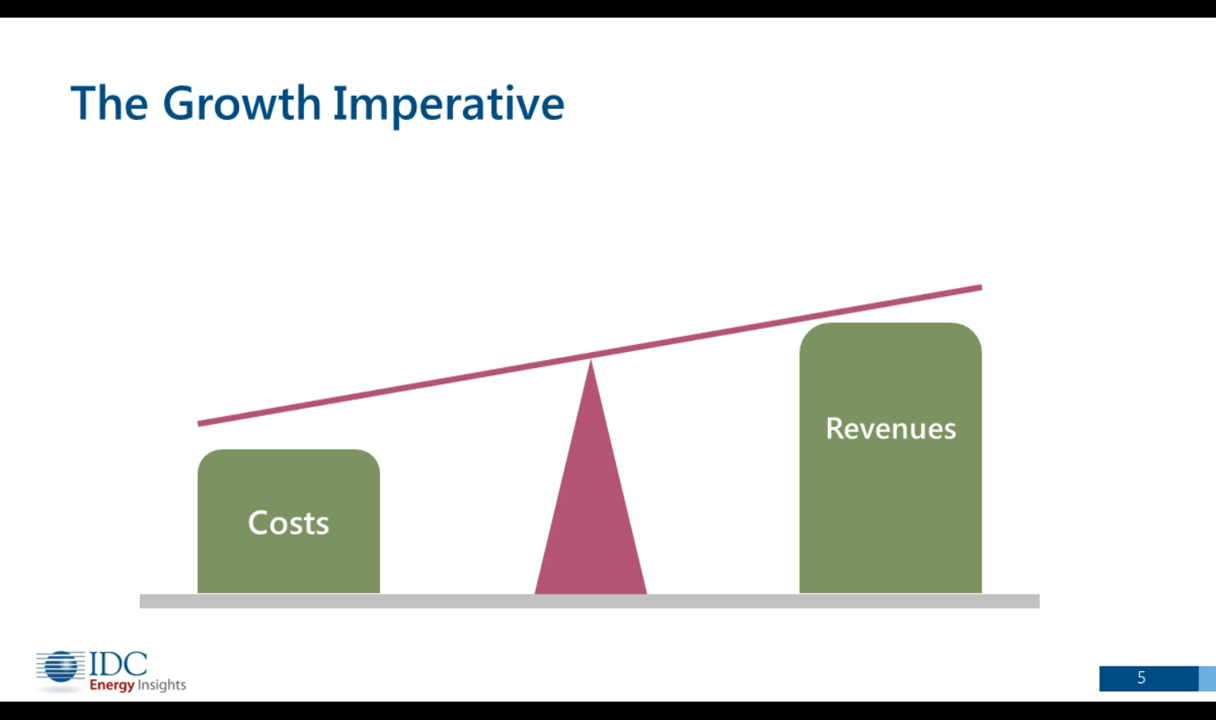 The Growth Imperative
Revenues
Costs
IDC
Energy Insights
5